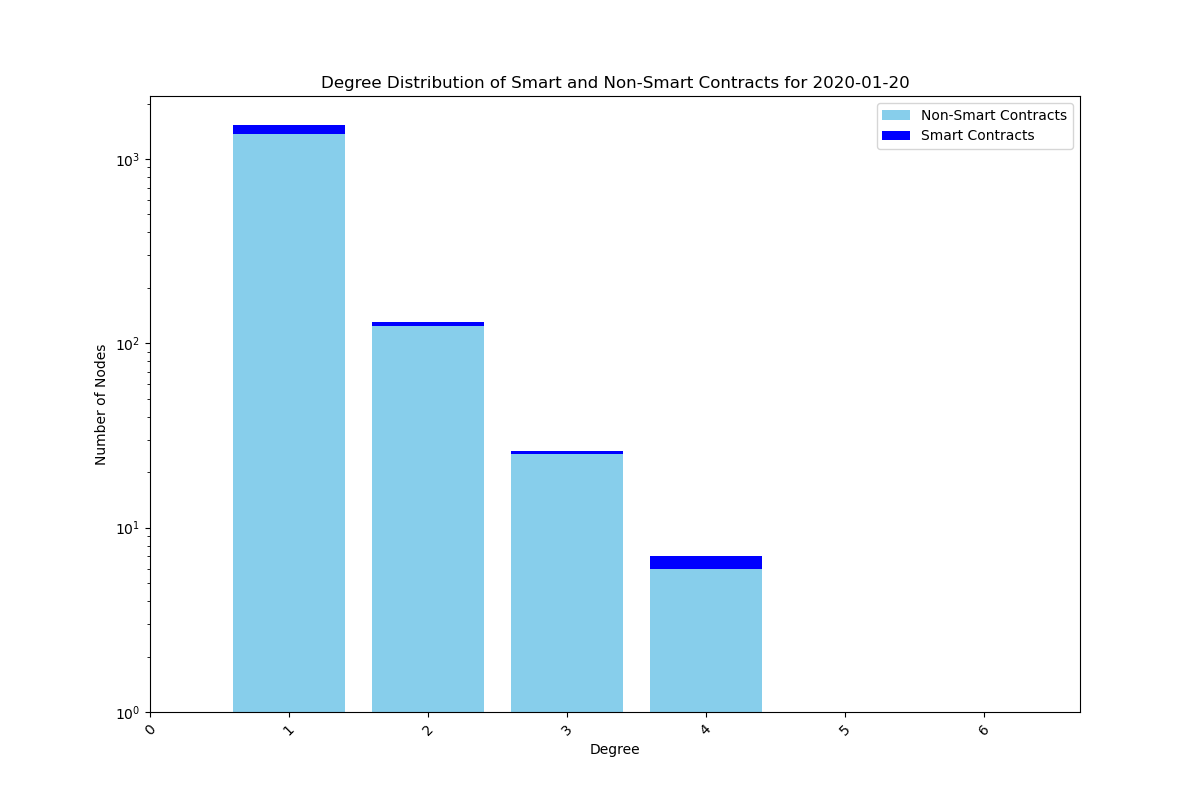 Degree Distribution of Smart and Non-Smart Contracts for 2020-01-20
Non-Smart Contracts
Smart Contracts
Number of Nodes
10³
10²
10¹
10⁰
0 1 2 3 4 5 6
Degree